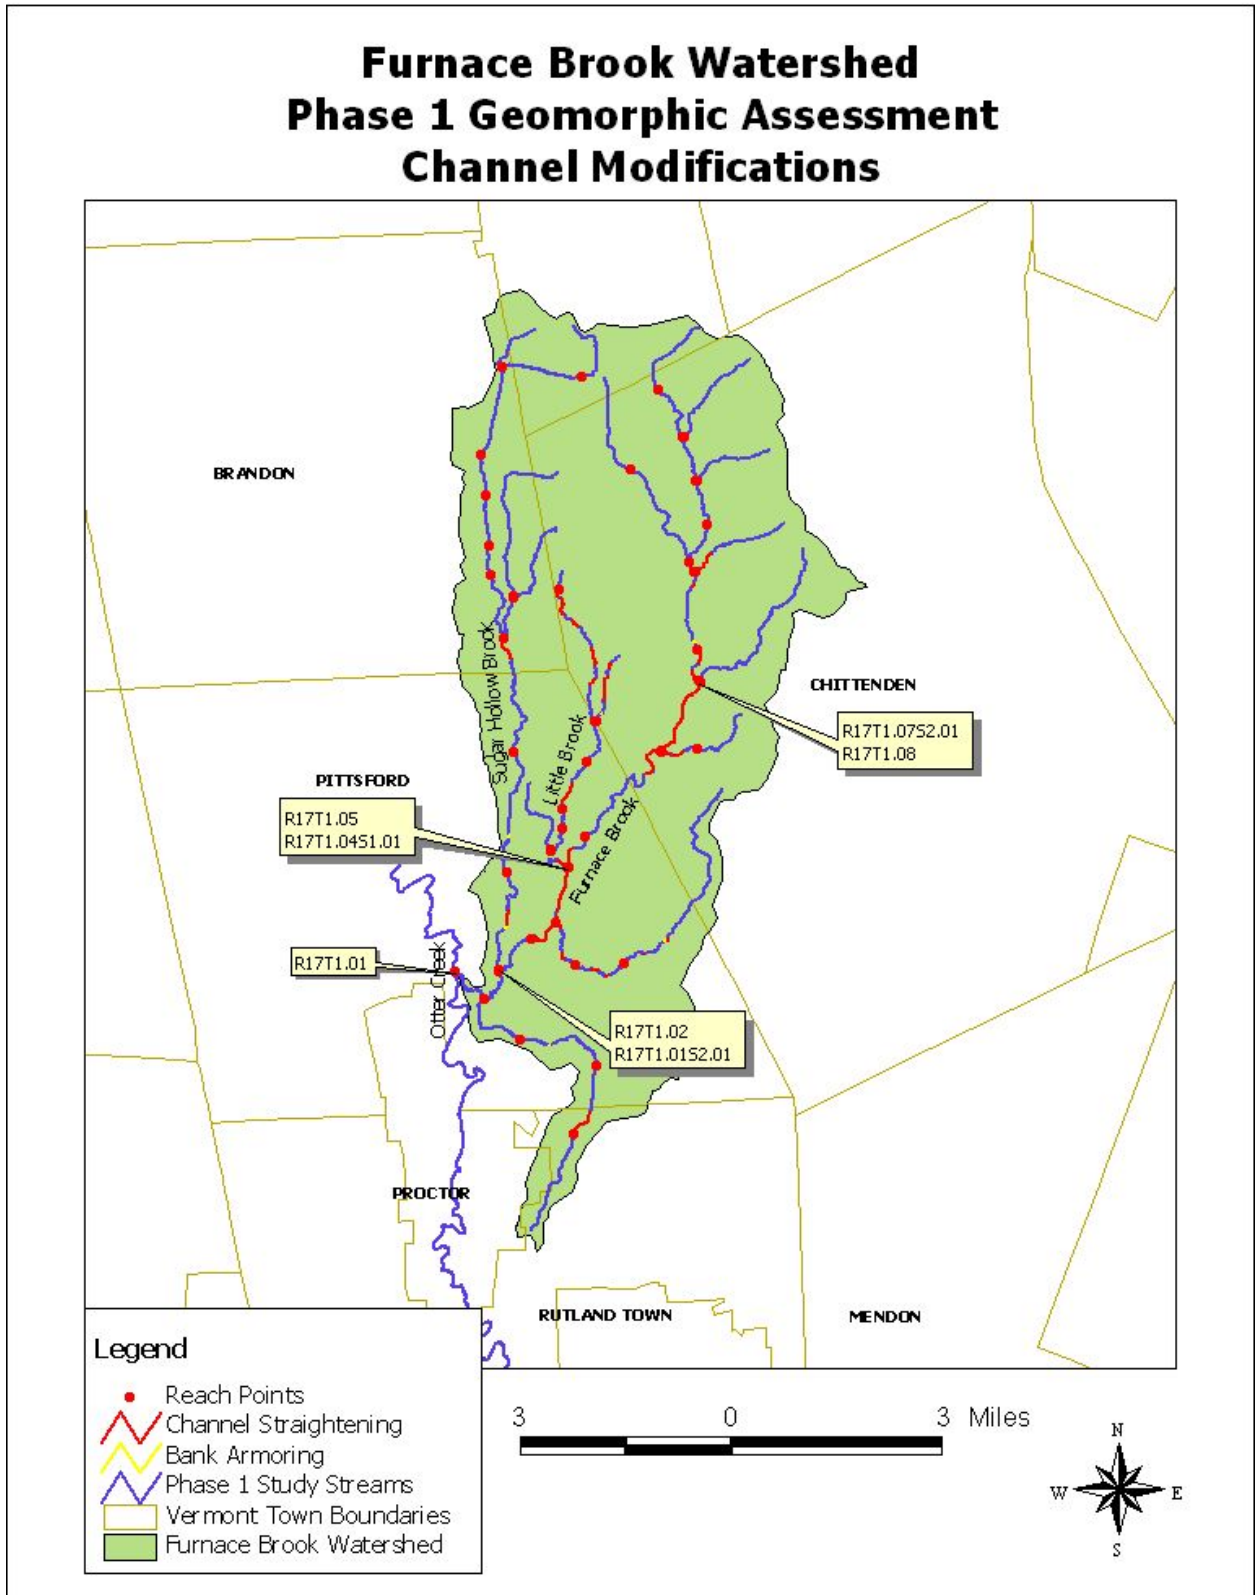 Furnace Brook Watershed
Phase 1 Geomorphic Assessment
Channel Modifications
BRANDON
Sugar Hollow Brook
Little Brook
Furnace Brook
CHITTENDEN
R17T1.07S2.01
R17T1.08
PITTSFORD
R17T1.05
R17T1.04S1.01
R17T1.01
Otter Creek
R17T1.02
R17T1.01S2.01
PROCTOR
RUTLAND TOWN
MENDON
Legend
Reach Points
Channel Straightening
Bank Armoring
Phase 1 Study Streams
Vermont Town Boundaries
Furnace Brook Watershed
3 0 3 Miles
N
W E
S